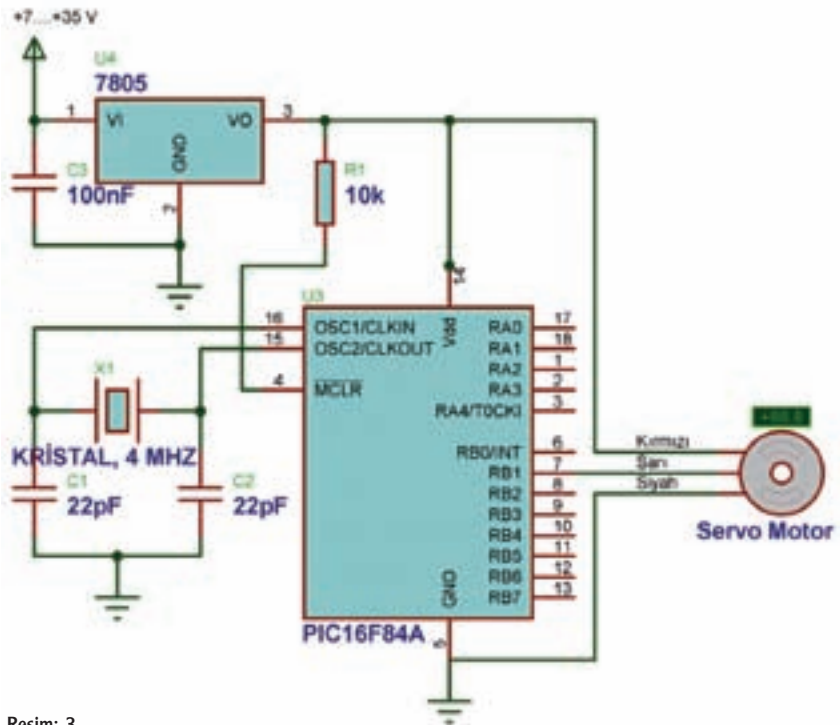 +7....+35 V
U4
7805
1 VI VO 3
GND
2
C3
100nF
R1
10k
U3
14
16 OSC1/CLKIN Vdd RA0 17
15 OSC2/CLKOUT RA1 18
RA2 1
4 MCLR RA3 2
RA4/T0CKI 3
X1
KRİSTAL, 4 MHZ
C1
22pF
C2
22pF
RB0/INT 6
RB1 7
RB2 8
RB3 9
RB4 10
RB5 11
RB6 12
RB7 13
GND
5
PIC16F84A
Kırmızı
Sarı
Siyah
Servo Motor
Resim: 3